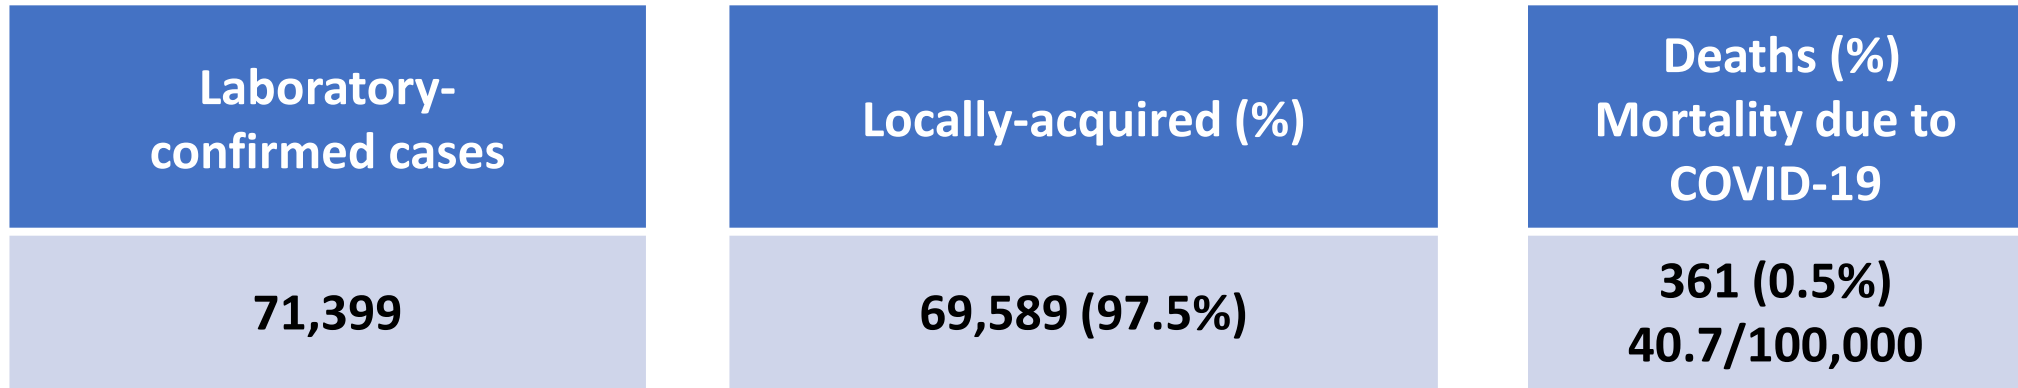 Laboratory-
confirmed cases
71,399
Locally-acquired (%)
69,589 (97.5%)
Deaths (%)
Mortality due to
COVID-19
361 (0.5%)
40.7/100,000